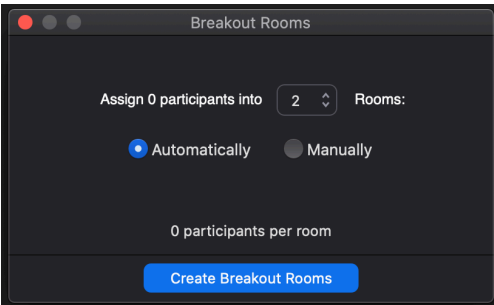 Breakout Rooms
Assign 0 participants into 2 Rooms:
Automatically Manually
0 participants per room
Create Breakout Rooms